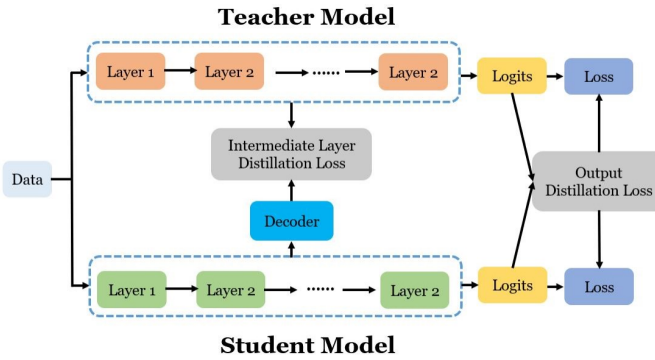 Teacher Model
Layer 1
Layer 2
......
Layer 2
Logits
Loss
Intermediate Layer
Distillation Loss
Data
Output
Distillation Loss
Decoder
Layer 1
Layer 2
......
Layer 2
Logits
Loss
Student Model